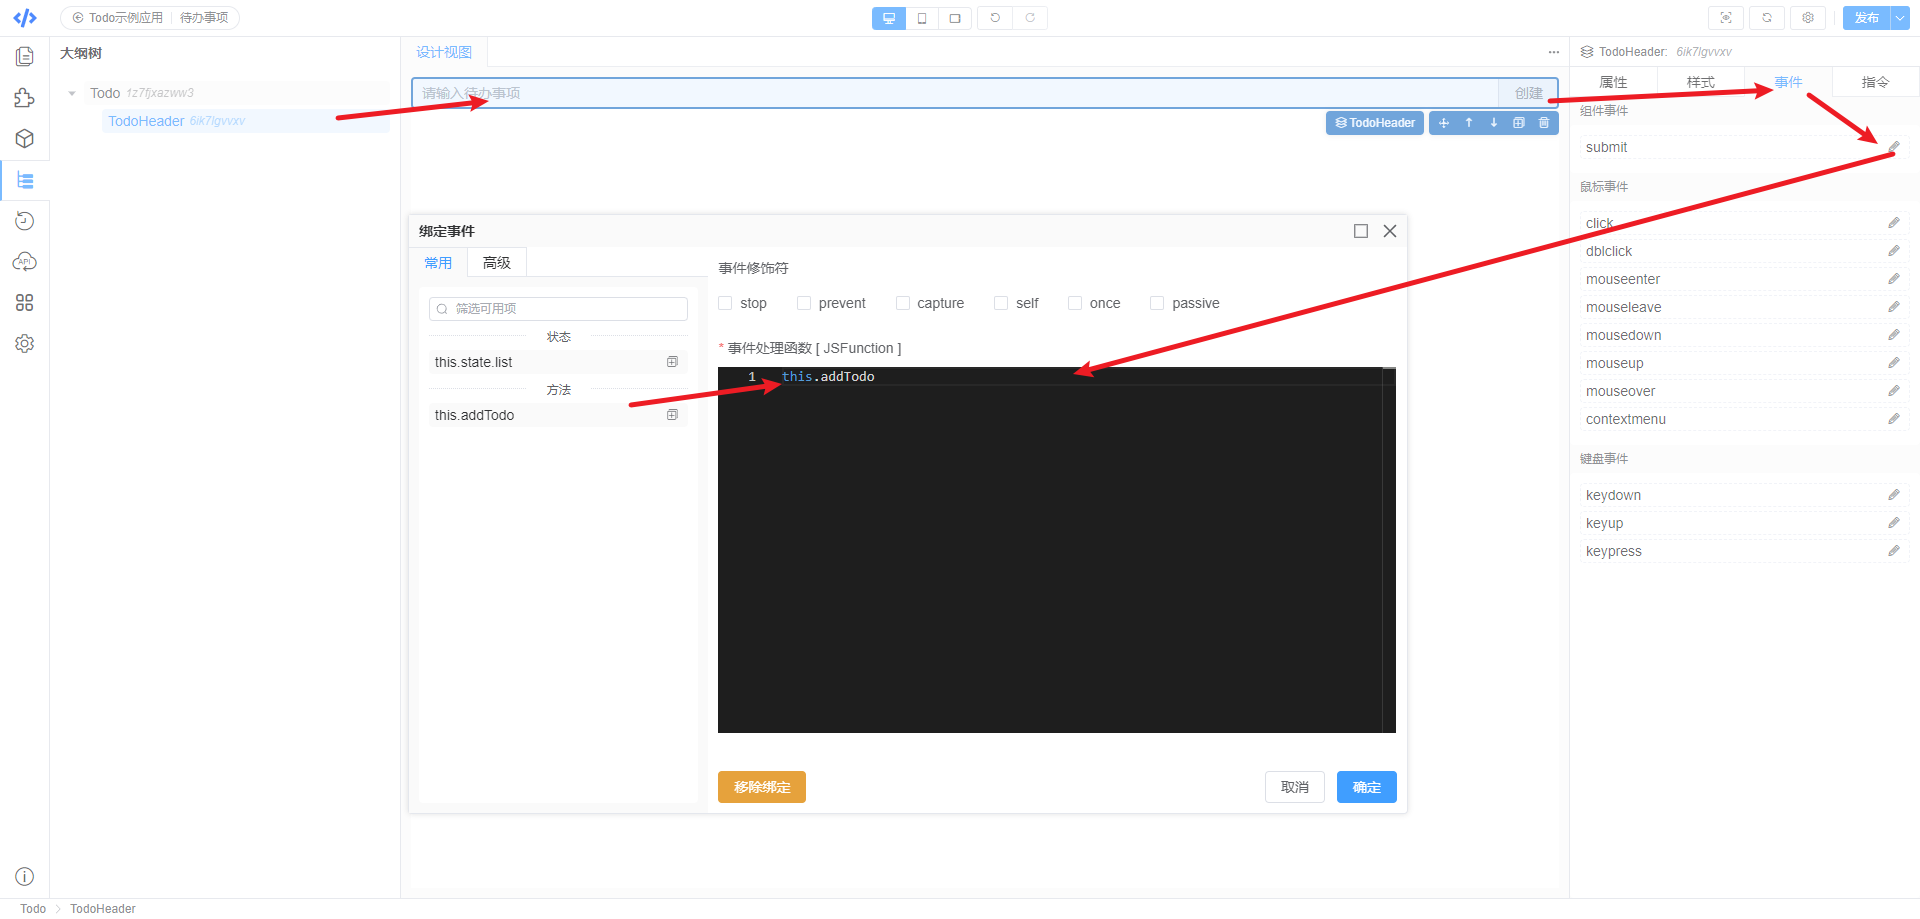 Todo示例应用 待办事项
发布
大纲树
Todo 1z7fjxazww3
TodoHeader 6ik7lgvvxv
设计视图
请输入待办事项
创建
TodoHeader
TodoHeader: 6ik7lgvvxv
属性 样式 事件 指令
组件事件
submit
鼠标事件
click
dblclick
mouseenter
mouseleave
mousedown
mouseup
mouseover
contextmenu
键盘事件
keydown
keyup
keypress
绑定事件
常用 高级
筛选可用项
状态
this.state.list
方法
this.addTodo
事件修饰符
stop prevent capture self once passive
* 事件处理函数 [ JSFunction ]
1 this.addTodo
移除绑定
取消 确定
API
Todo TodoHeader